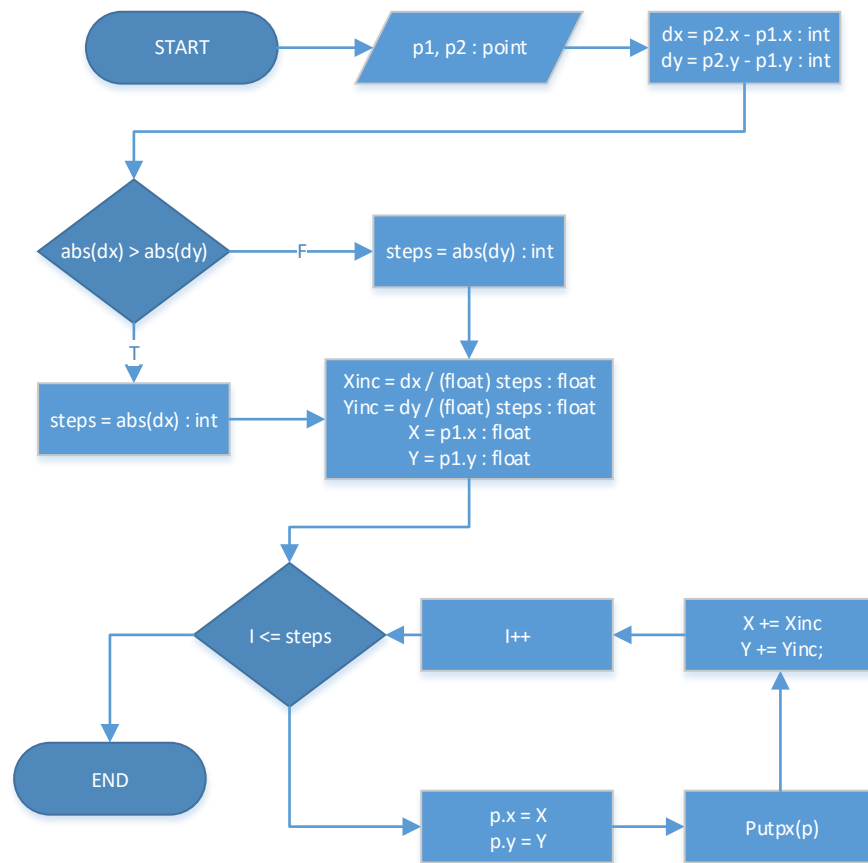 START
p1, p2 : point
dx = p2.x - p1.x : int
dy = p2.y - p1.y : int
abs(dx) > abs(dy)
F
steps = abs(dy) : int
T
steps = abs(dx) : int
Xinc = dx / (float) steps : float
Yinc = dy / (float) steps : float
X = p1.x : float
Y = p1.y : float
I <= steps
I++
X += Xinc
Y += Yinc;
END
p.x = X
p.y = Y
Putpx(p)